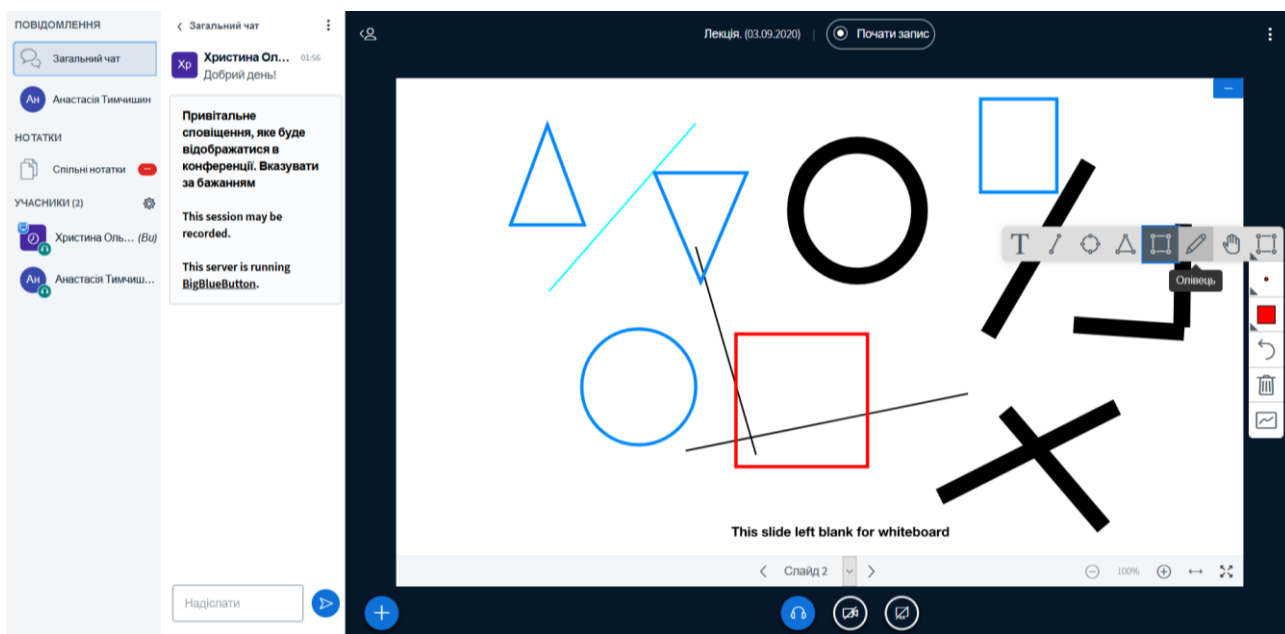 ПОВІДОМЛЕННЯ
Загальний чат
Ан Анастасія Тимчишин
НОТАТКИ
Спільні нотатки
УЧАСНИКИ (2)
Христина Оль... (Ви)
Ан Анастасія Тимчиш...
Загальний чат
Хр Христина Ол... 01:56
Добрий день!
Привітальне
сповіщення, яке буде
відображатися в
конференції. Вказувати
за бажанням
This session may be
recorded.
This server is running
BigBlueButton.
Надіслати
Лекція. (03.09.2020) | Почати запис
T
Олівець
This slide left blank for whiteboard
Слайд 2
100%